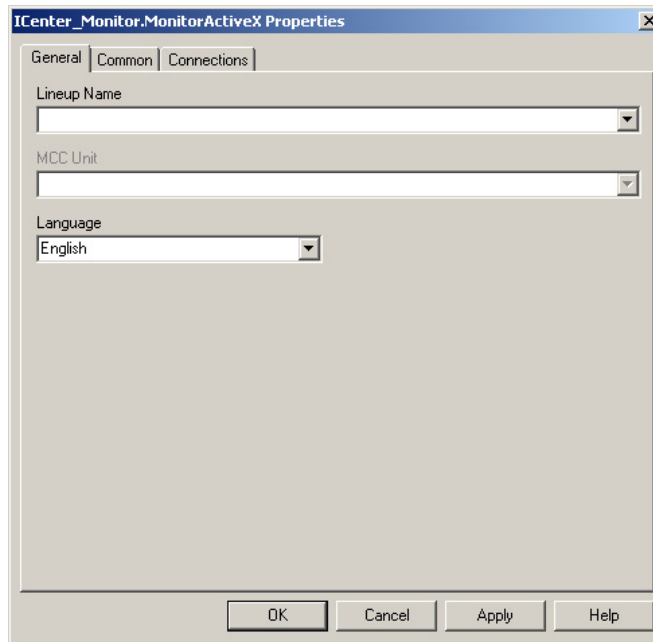 ICenter_Monitor.MonitorActiveX Properties
General Common Connections
Lineup Name
MCC Unit
Language
English
OK Cancel Apply Help